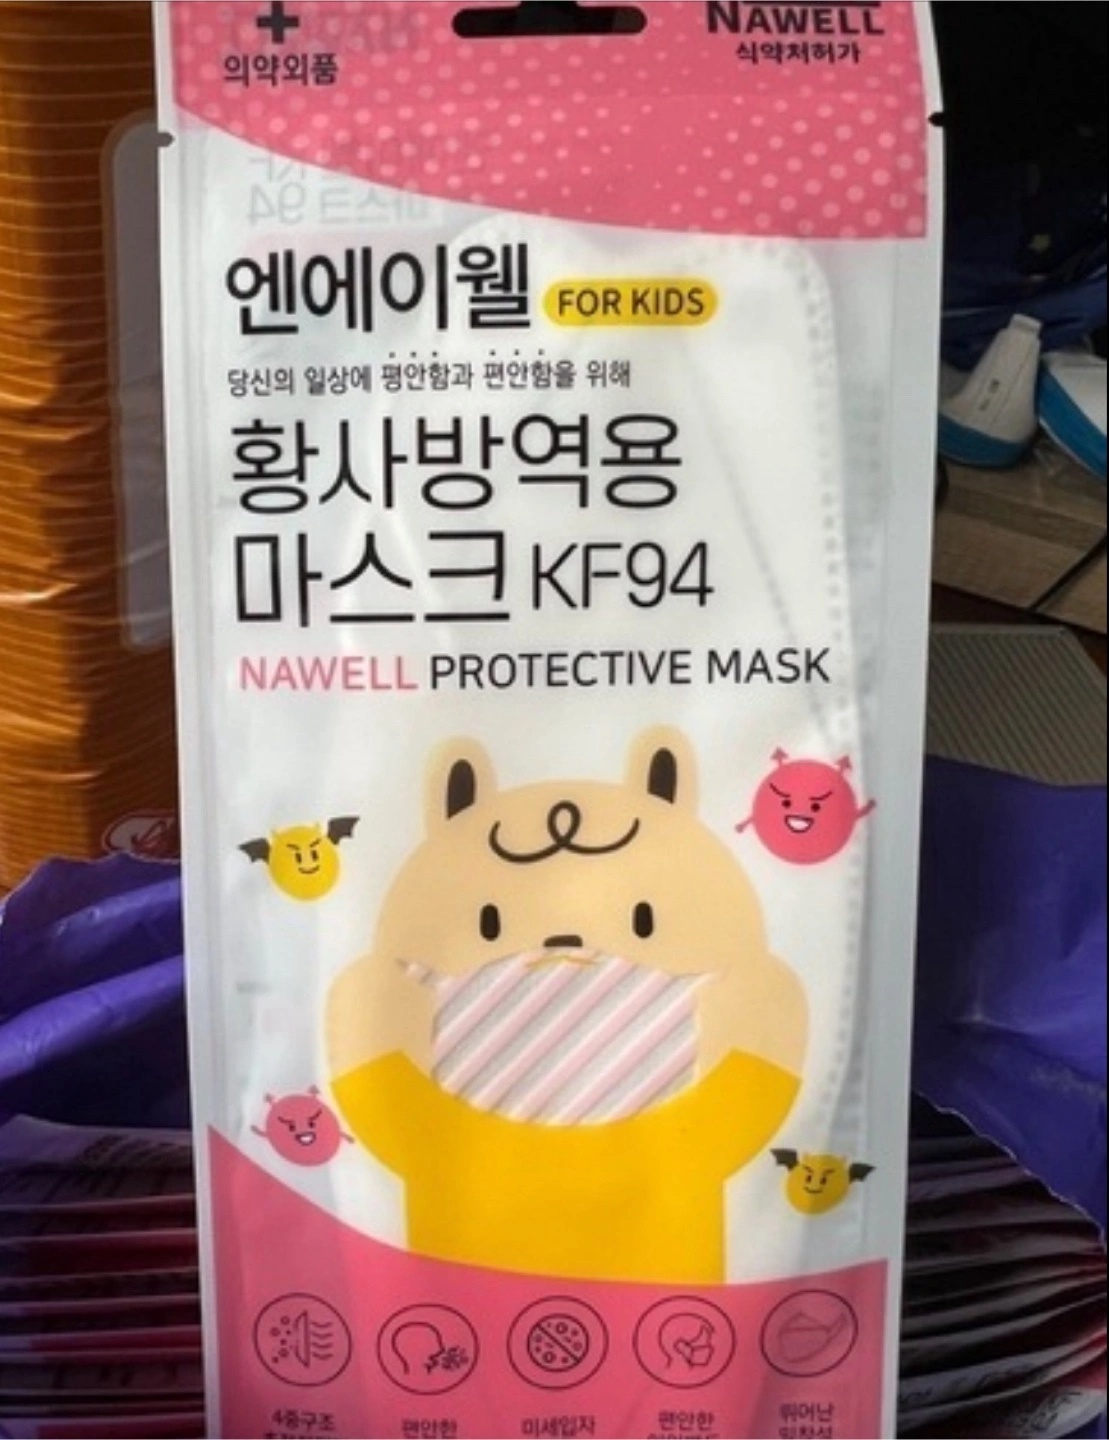 NAWELL
의약외품
식약처허가
엔에이웰 FOR KIDS
당신의 일상에 평안함과 편안함을 위해
황사방역용
마스크 KF94
NAWELL PROTECTIVE MASK
4중구조 편안한 미세입자 편안한 뛰어난